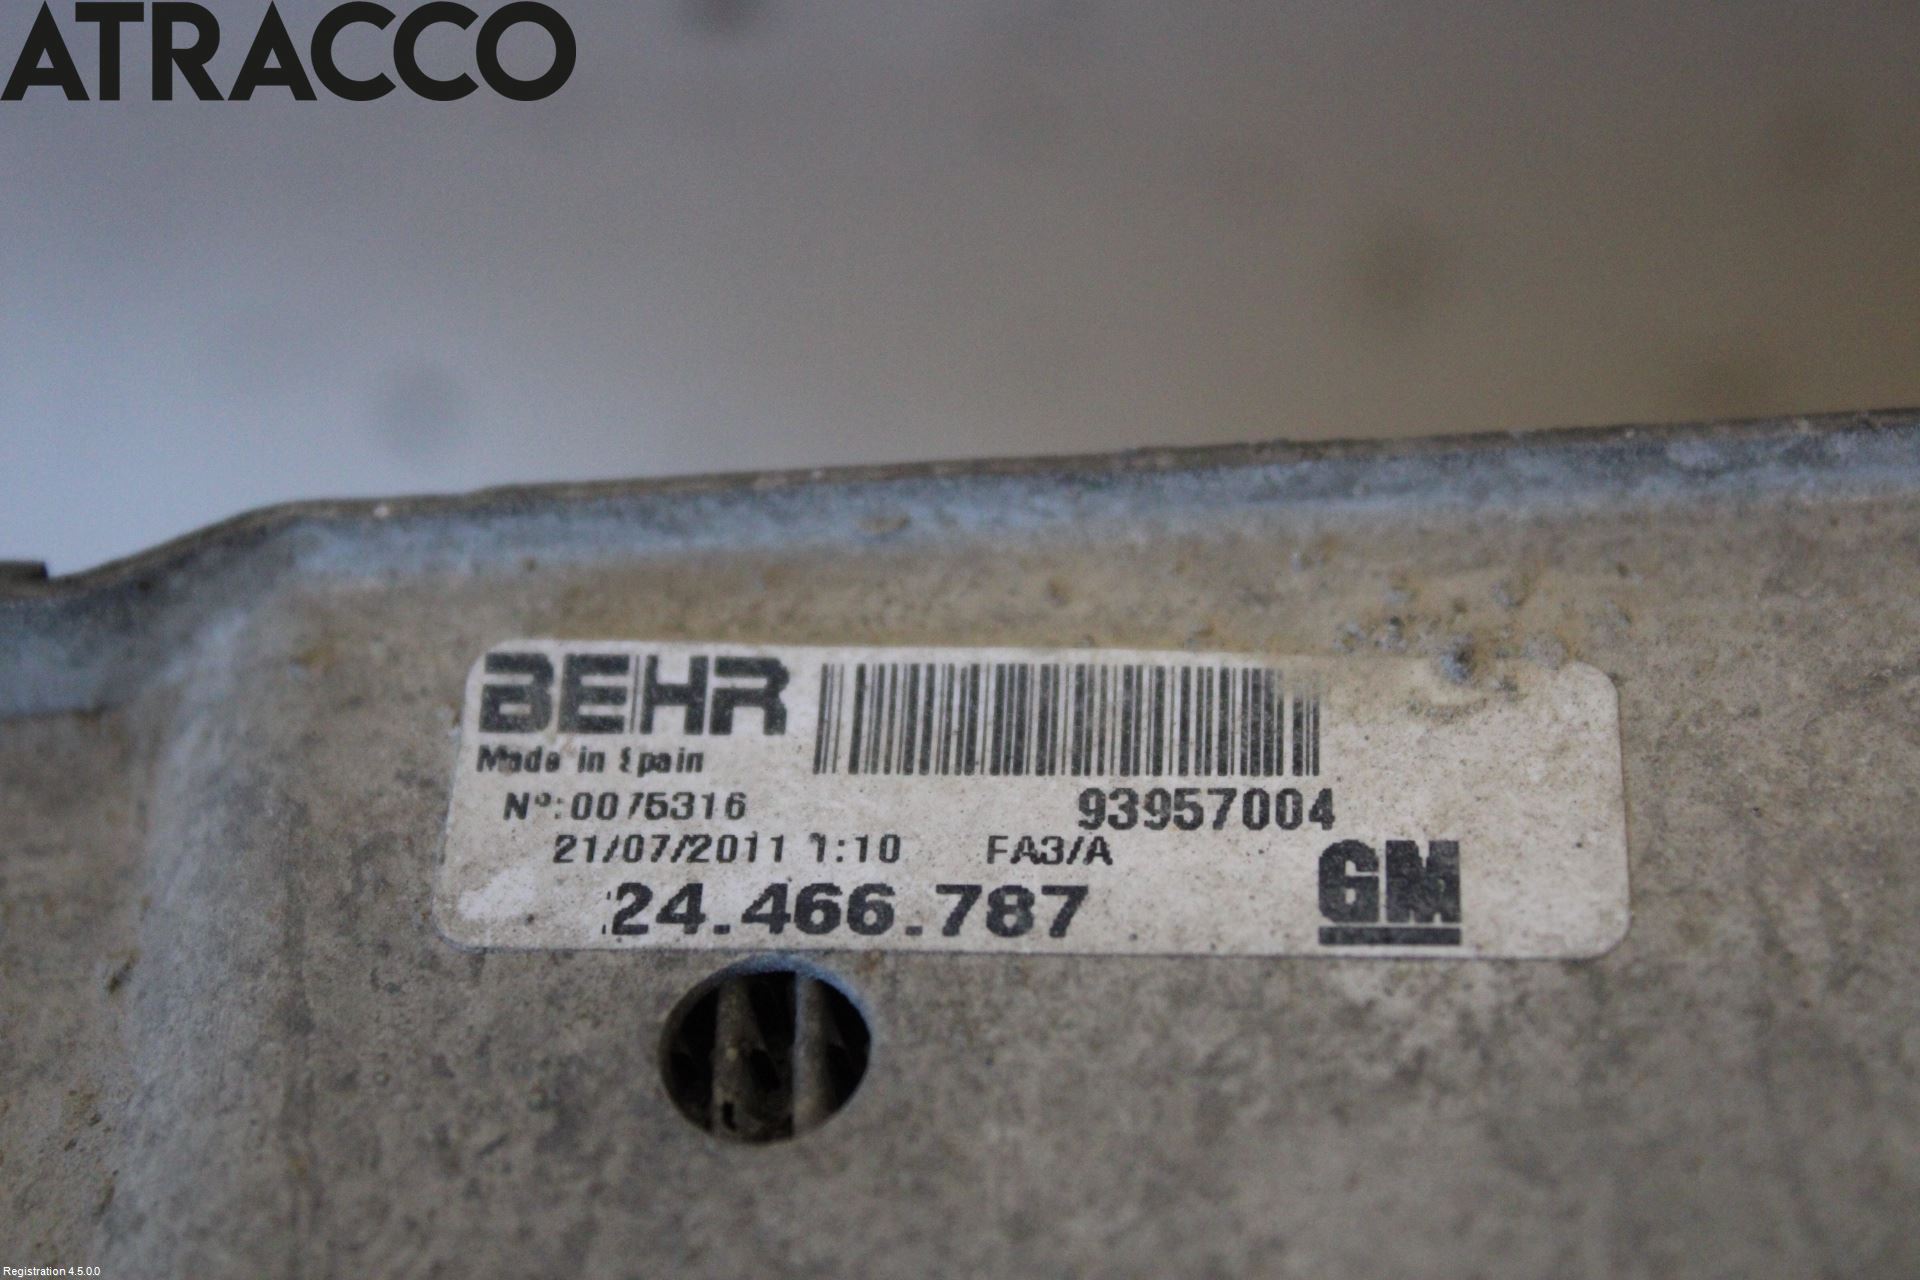 ATRACCO
BEHR
Made in Spain
Nº:0075316
93957004
21/07/2011 1:10 FA3/A
GM
24.466.787
Registration 4.5.0.0